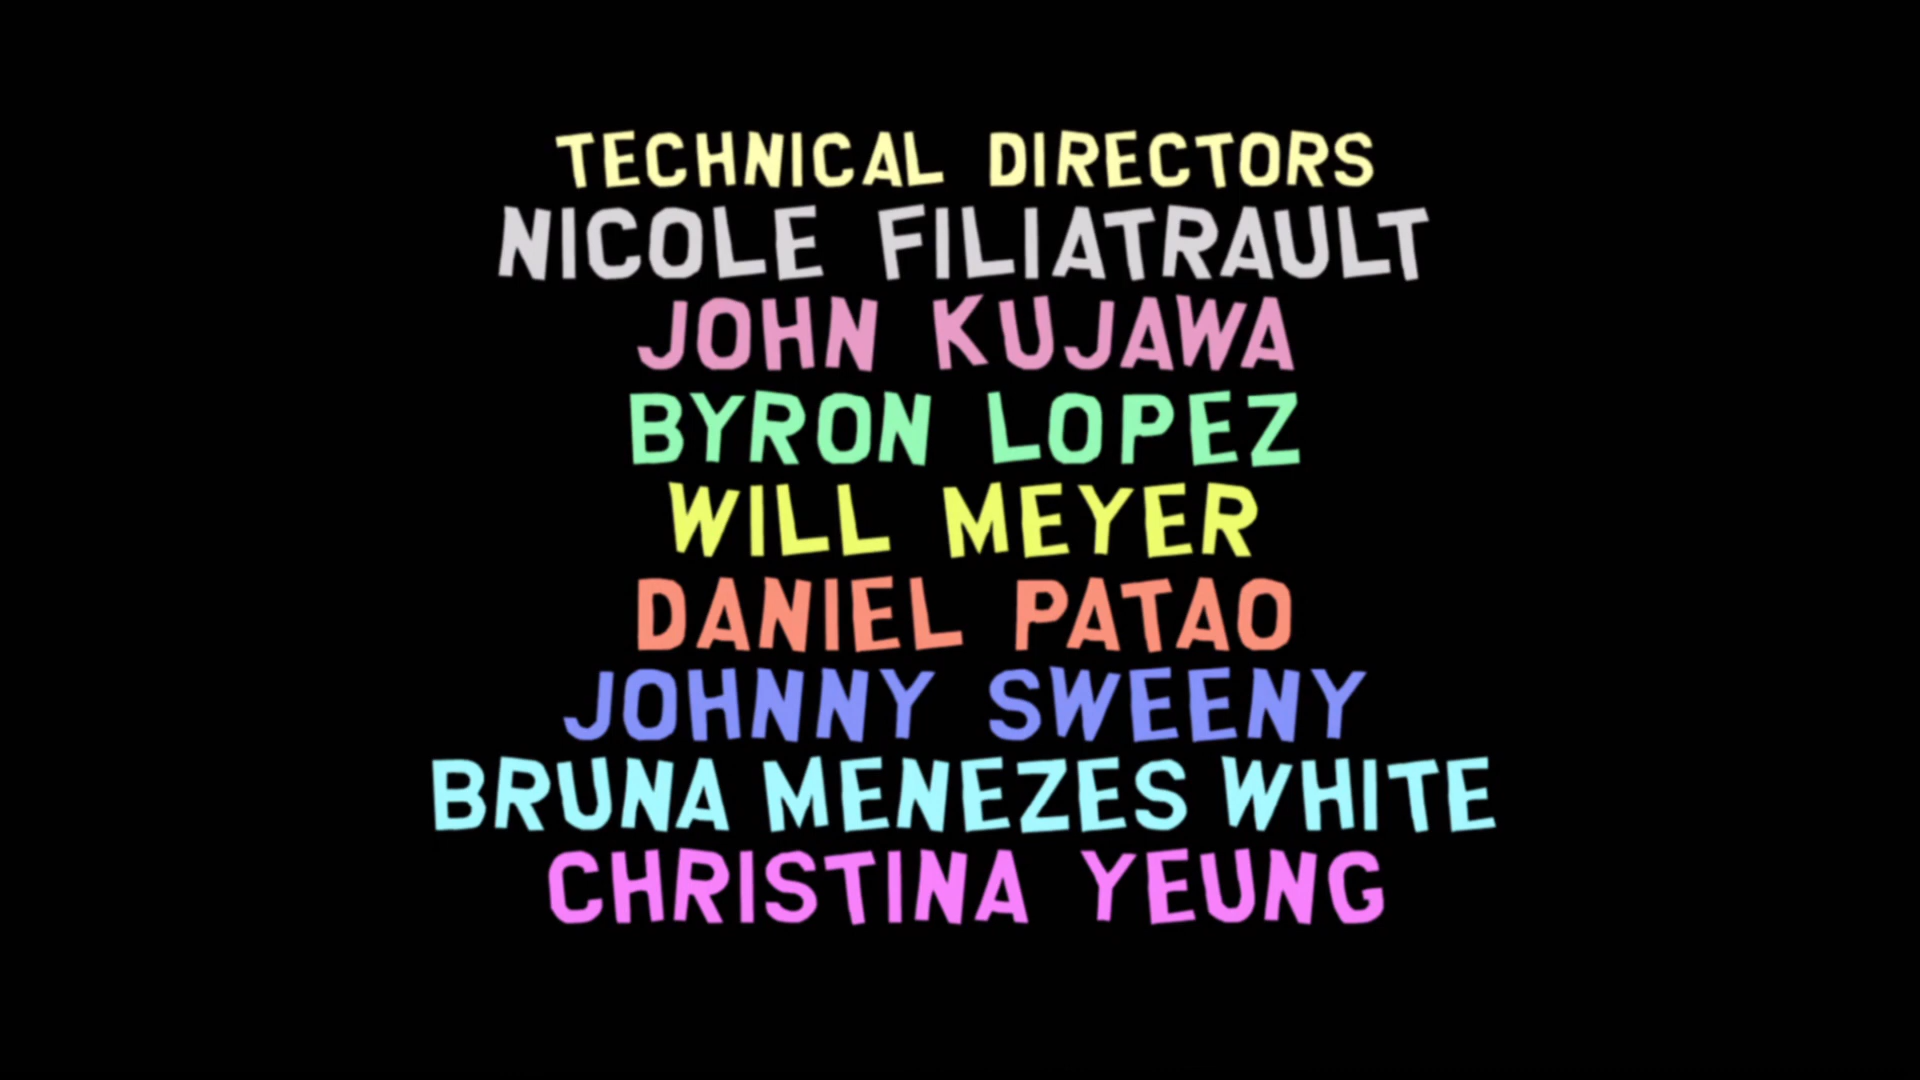 TECHNICAL DIRECTORS
NICOLE FILIATRAULT
JOHN KUJAWA
BYRON LOPEZ
WILL MEYER
DANIEL PATAO
JOHNNY SWEENY
BRUNA MENEZES WHITE
CHRISTINA YEUNG